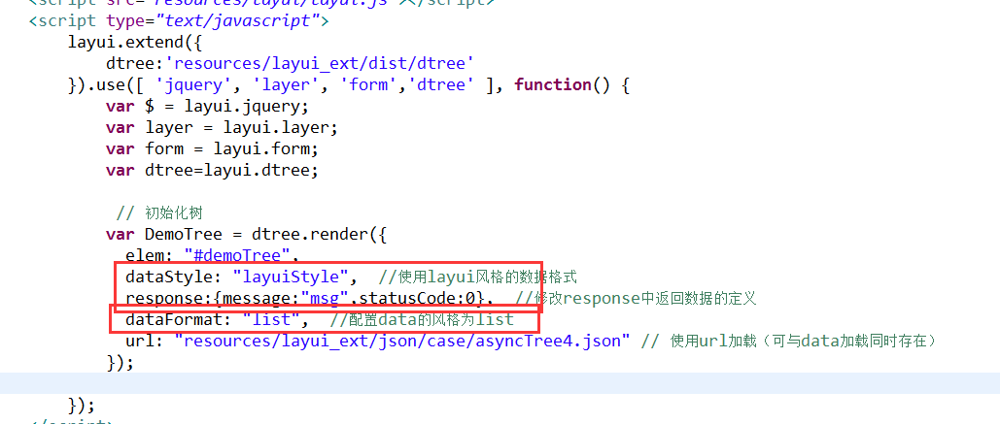 <script src="resources/layui/layui.js"></script>
<script type="text/javascript">
layui.extend({
dtree:'resources/layui_ext/dist/dtree'
}).use([ 'jquery', 'layer', 'form','dtree' ], function() {
var $ = layui.jquery;
var layer = layui.layer;
var form = layui.form;
var dtree=layui.dtree;
// 初始化树
var DemoTree = dtree.render({
elem: "#demoTree",
dataStyle: "layuiStyle",  //使用layui风格的数据格式
response:{message:"msg",statusCode:0},  //修改response中返回数据的定义
dataFormat: "list",  //配置data的风格为list
url: "resources/layui_ext/json/case/asyncTree4.json" // 使用url加载（可与data加载同时存在）
});
});
</script>